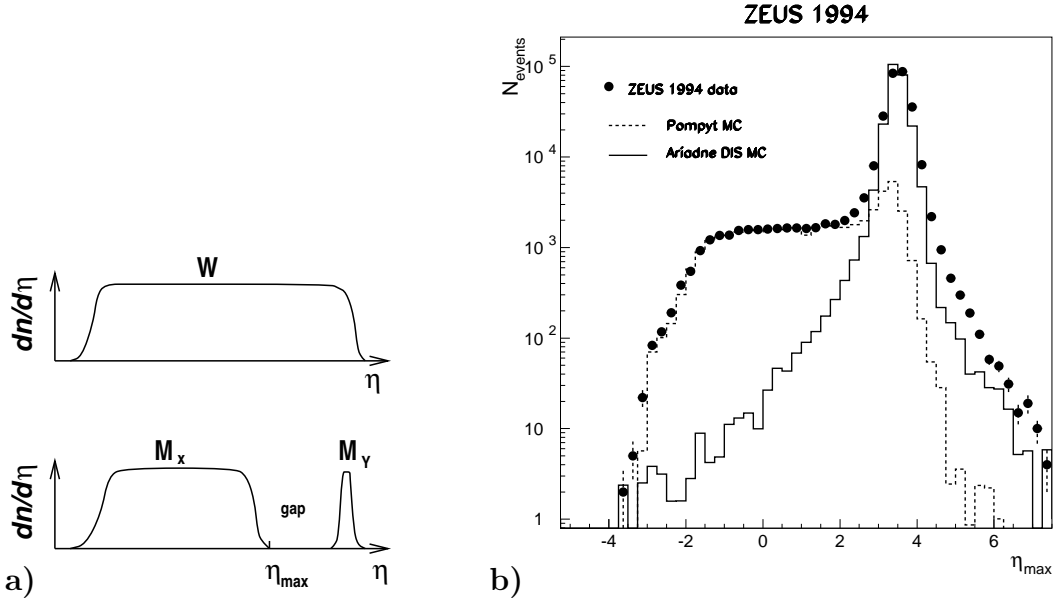 W
dn/dη
η
M x
M Y
gap
dn/dη
η max
η
a)
ZEUS 1994
N events
ZEUS 1994 data
Pompyt MC
Ariadne DIS MC
10 5
10 4
10 3
10 2
10
1
-4 -2 0 2 4 6
η max
b)